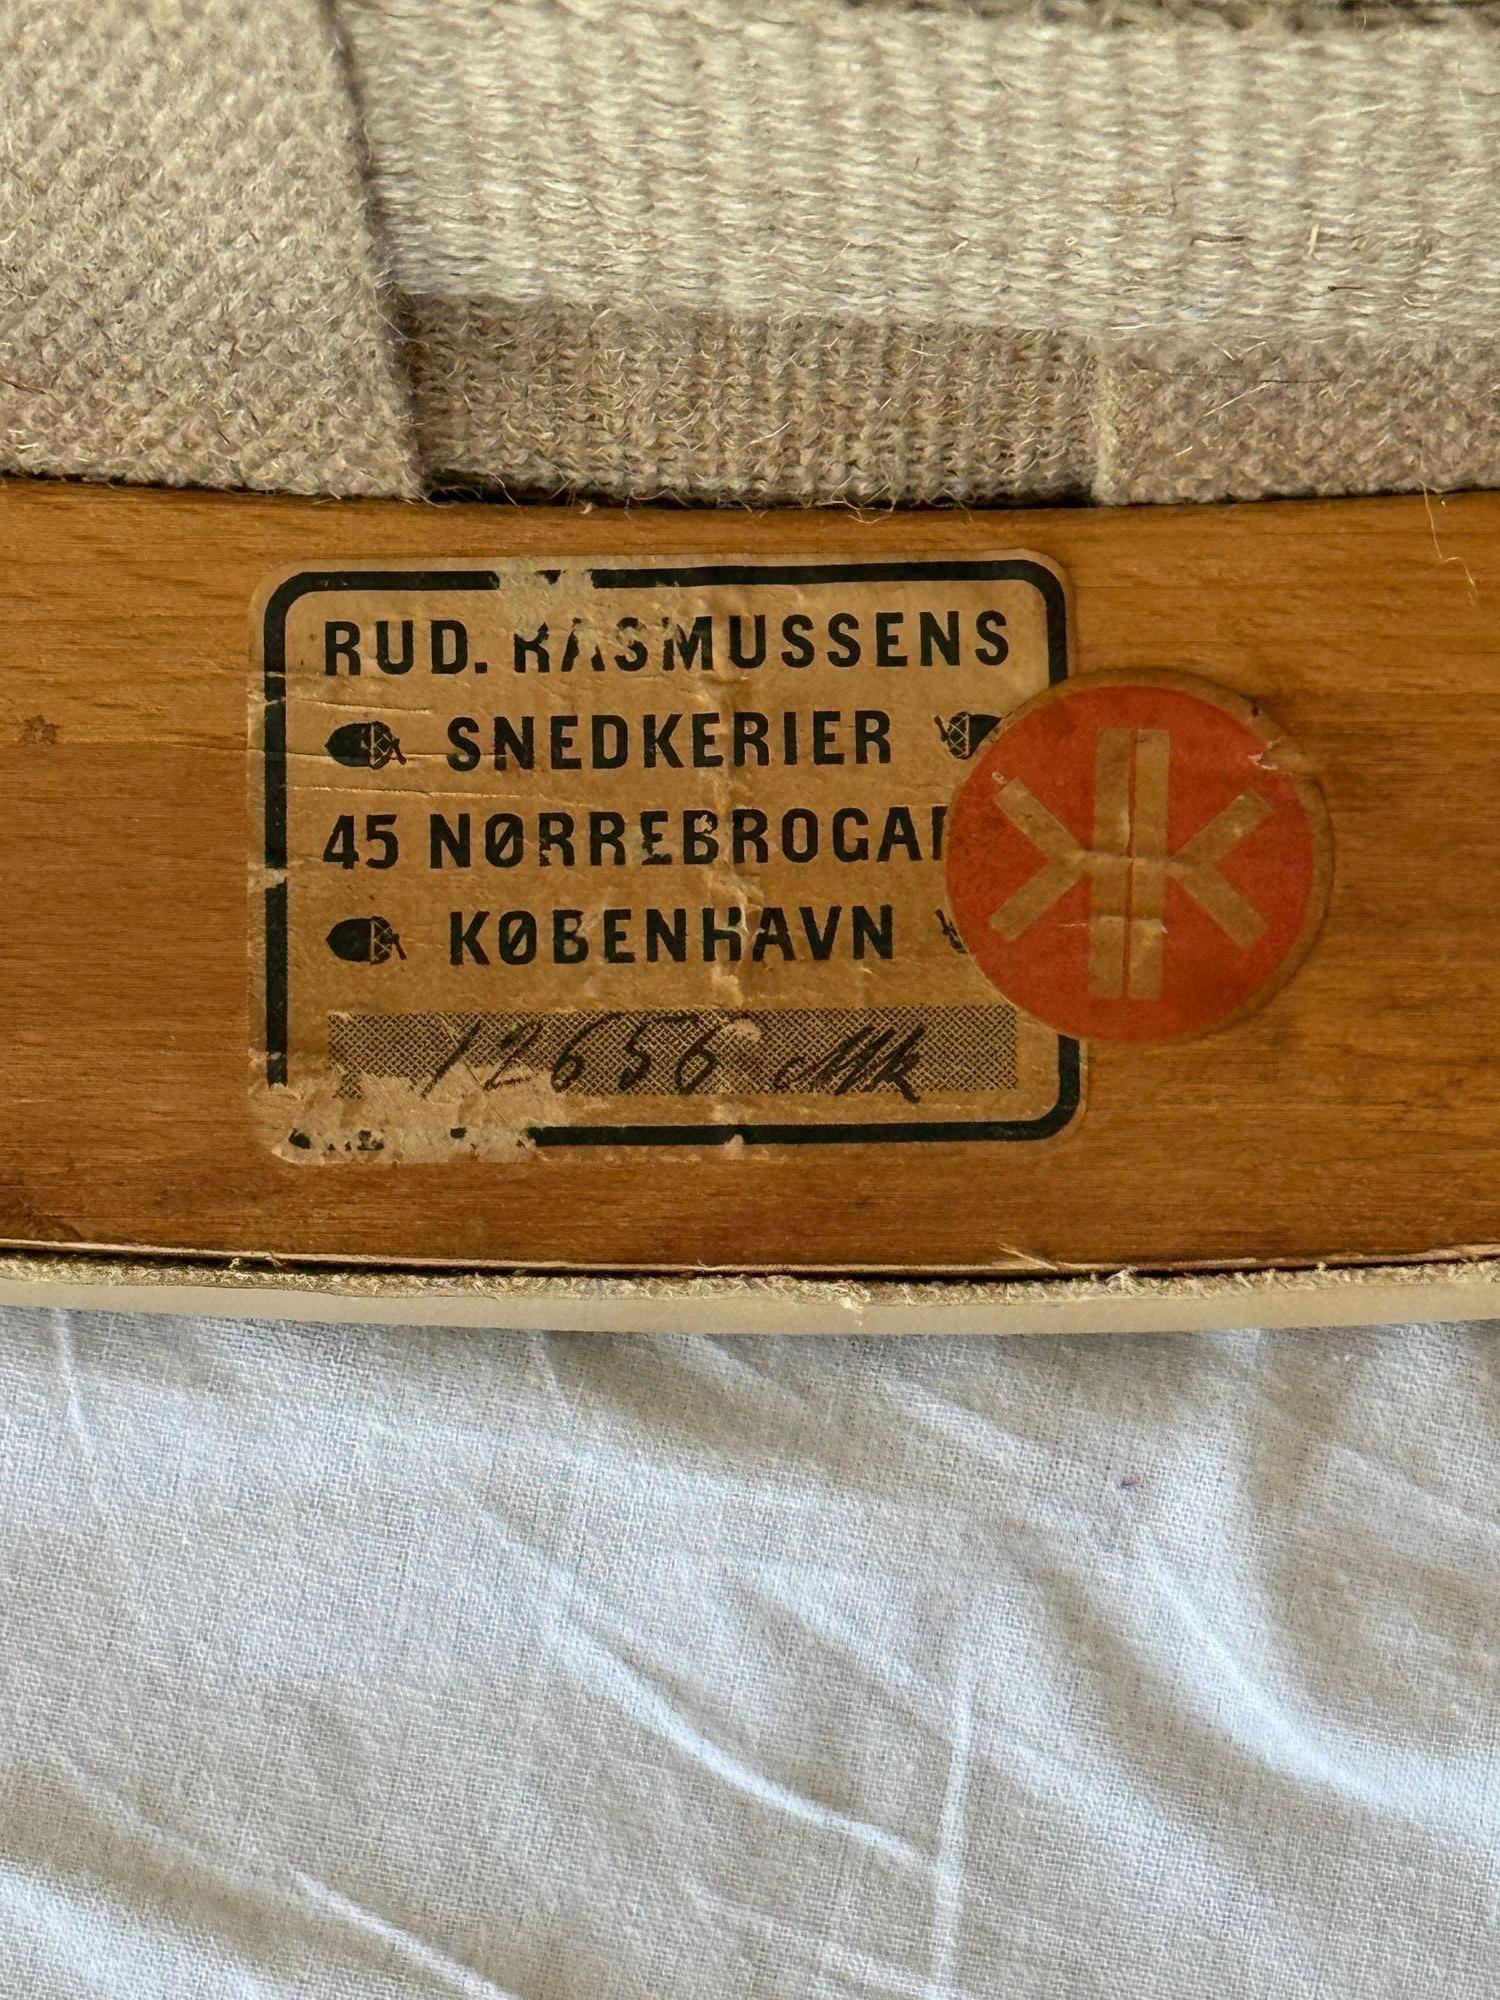 RUD. RASMUSSENS
SNEDKERIER
45 NØRREBROGA
KØBENHAVN
12656